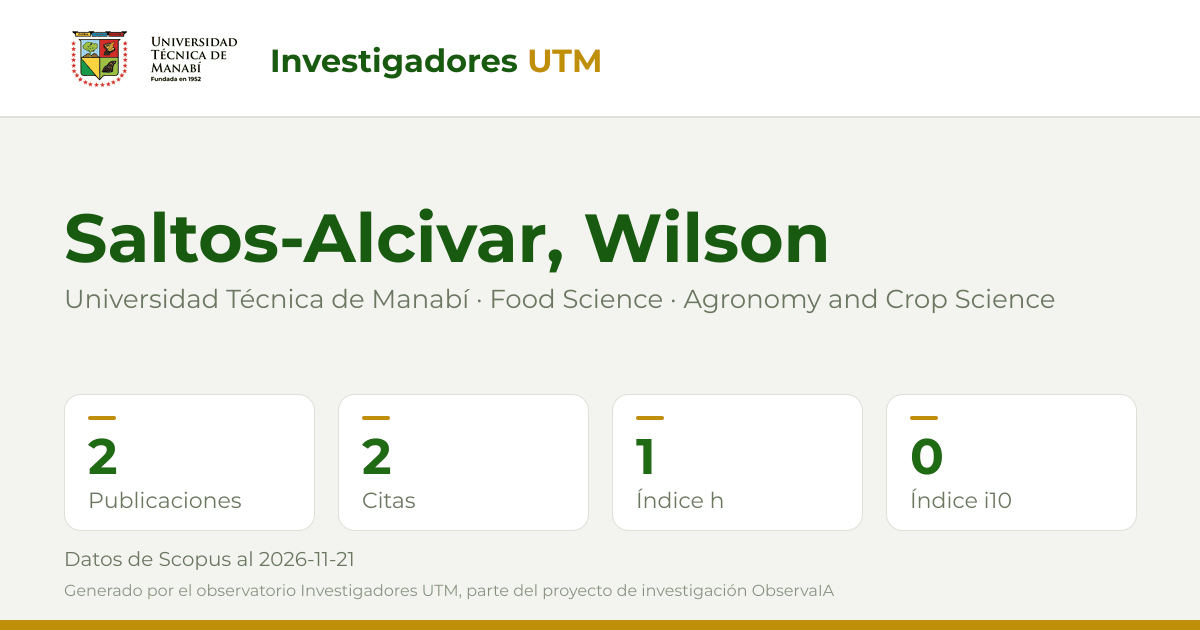 UNIVERSIDAD
TÉCNICA DE
MANABÍ
Fundada en 1952
Investigadores UTM
Saltos-Alcivar, Wilson
Universidad Técnica de Manabí · Food Science · Agronomy and Crop Science
2
Publicaciones
2
Citas
1
Índice h
0
Índice i10
Datos de Scopus al 2026-11-21
Generado por el observatorio Investigadores UTM, parte del proyecto de investigación ObservaIA